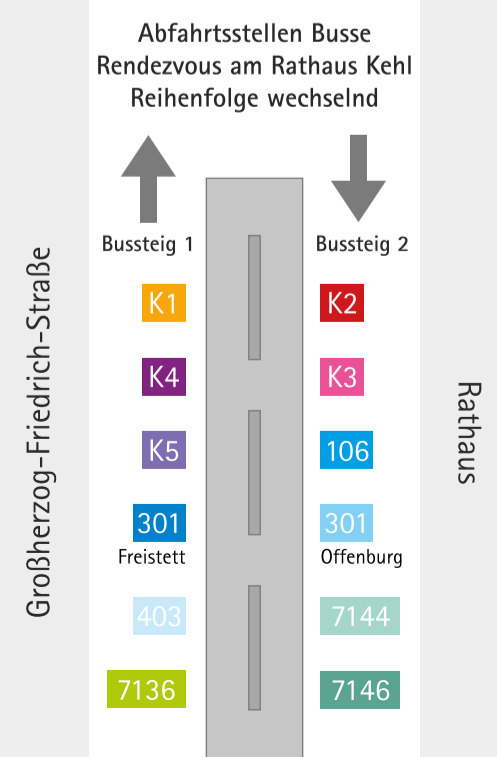 Abfahrtsstellen Busse
Rendezvous am Rathaus Kehl
Reihenfolge wechselnd
Großherzog-Friedrich-Straße
Bussteig 1
K1
K4
K5
301
Freistett
403
7136
Bussteig 2
K2
K3
106
301
Offenburg
7144
7146
Rathaus